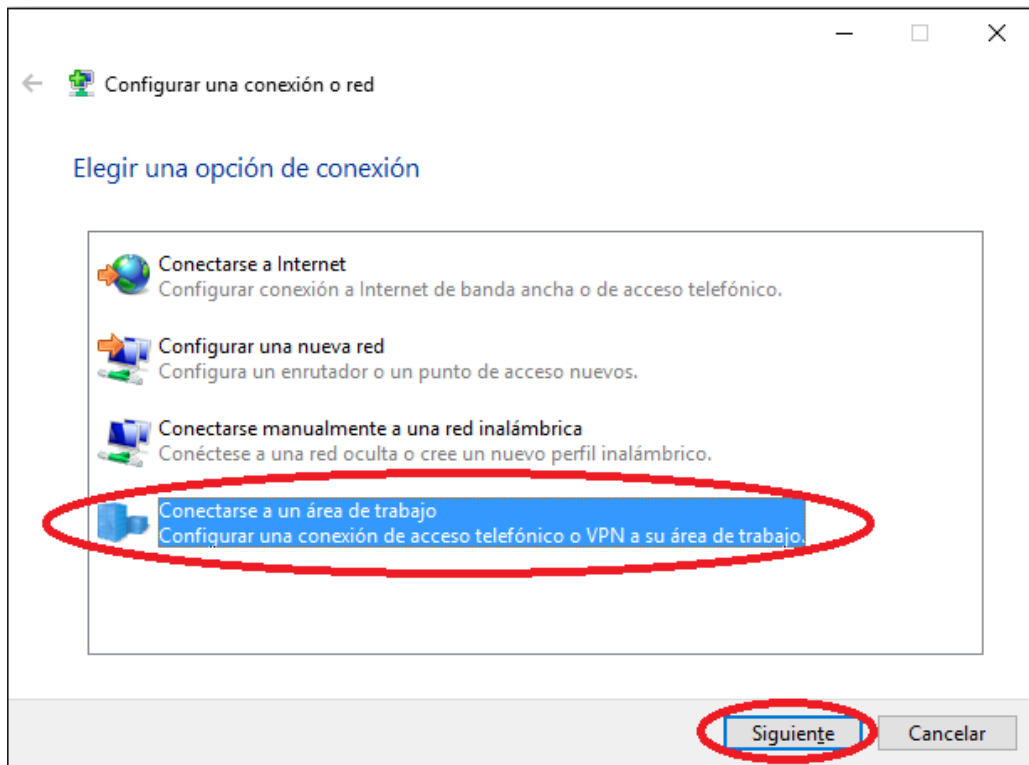 Configurar una conexión o red
Elegir una opción de conexión
Conectarse a Internet
Configurar conexión a Internet de banda ancha o de acceso telefónico.
Configurar una nueva red
Configura un enrutador o un punto de acceso nuevos.
Conectarse manualmente a una red inalámbrica
Conéctese a una red oculta o cree un nuevo perfil inalámbrico.
Conectarse a un área de trabajo
Configurar una conexión de acceso telefónico o VPN a su área de trabajo.
Siguiente Cancelar